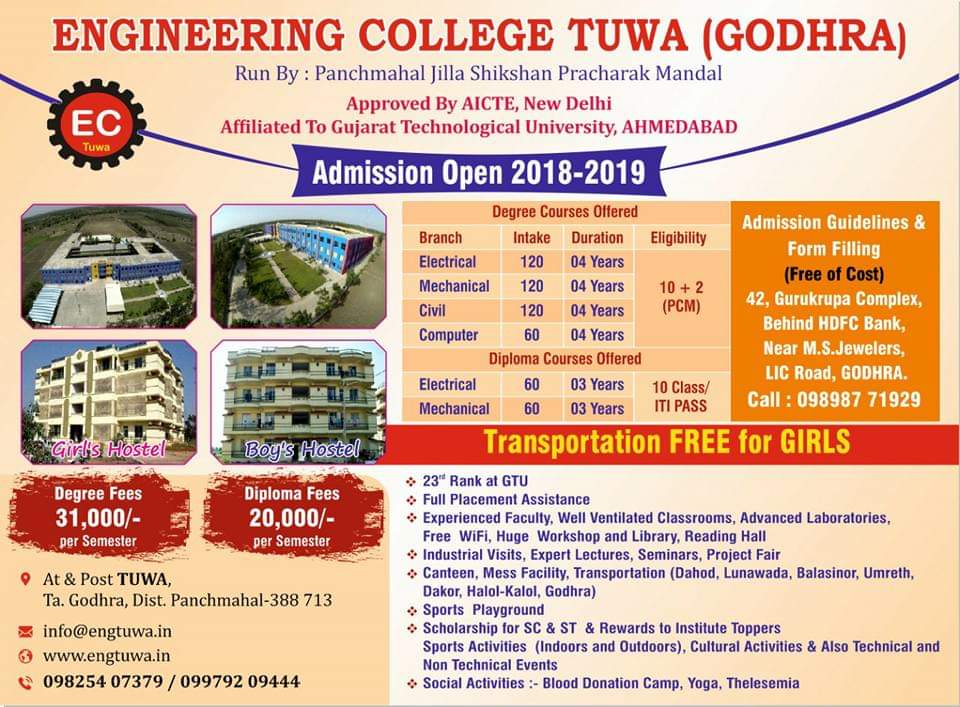 ENGINEERING COLLEGE TUWA (GODHRA)
Run By : Panchmahal Jilla Shikshan Pracharak Mandal
Approved By AICTE, New Delhi
Affiliated To Gujarat Technological University, AHMEDABAD
EC
Tuwa
Admission Open 2018-2019
Girl's Hostel
Boy's Hostel
Degree Courses Offered
Branch Intake Duration Eligibility
Electrical 120 04 Years
Mechanical 120 04 Years
Civil 120 04 Years
Computer 60 04 Years
10 + 2
(PCM)
Diploma Courses Offered
Electrical 60 03 Years
Mechanical 60 03 Years
10 Class/
ITI PASS
Admission Guidelines &
Form Filling
(Free of Cost)
42, Gurukrupa Complex,
Behind HDFC Bank,
Near M.S.Jewelers,
LIC Road, GODHRA.
Call : 09898 77 71929
Transportation FREE for GIRLS
Degree Fees
31,000/-
per Semester
Diploma Fees
20,000/-
per Semester
At & Post TUWA,
Ta. Godhra, Dist. Panchmahal-388 713
info@engtuwa.in
www.engtuwa.in
09825407379 / 099792 09444
23rd Rank at GTU
Full Placement Assistance
Experienced Faculty, Well Ventilated Classrooms, Advanced Laboratories,
Free WiFi, Huge Workshop and Library, Reading Hall
Industrial Visits, Expert Lectures, Seminars, Project Fair
Canteen, Mess Facility, Transportation (Dahod, Lunawada, Balasinor, Umreth,
Dakor, Halol-Kalol, Godhra)
Sports Playground
Scholarship for SC & ST & Rewards to Institute Toppers
Sports Activities (Indoors and Outdoors), Cultural Activities & Also Technical and
Non Technical Events
Social Activities :- Blood Donation Camp, Yoga, Thelesemia